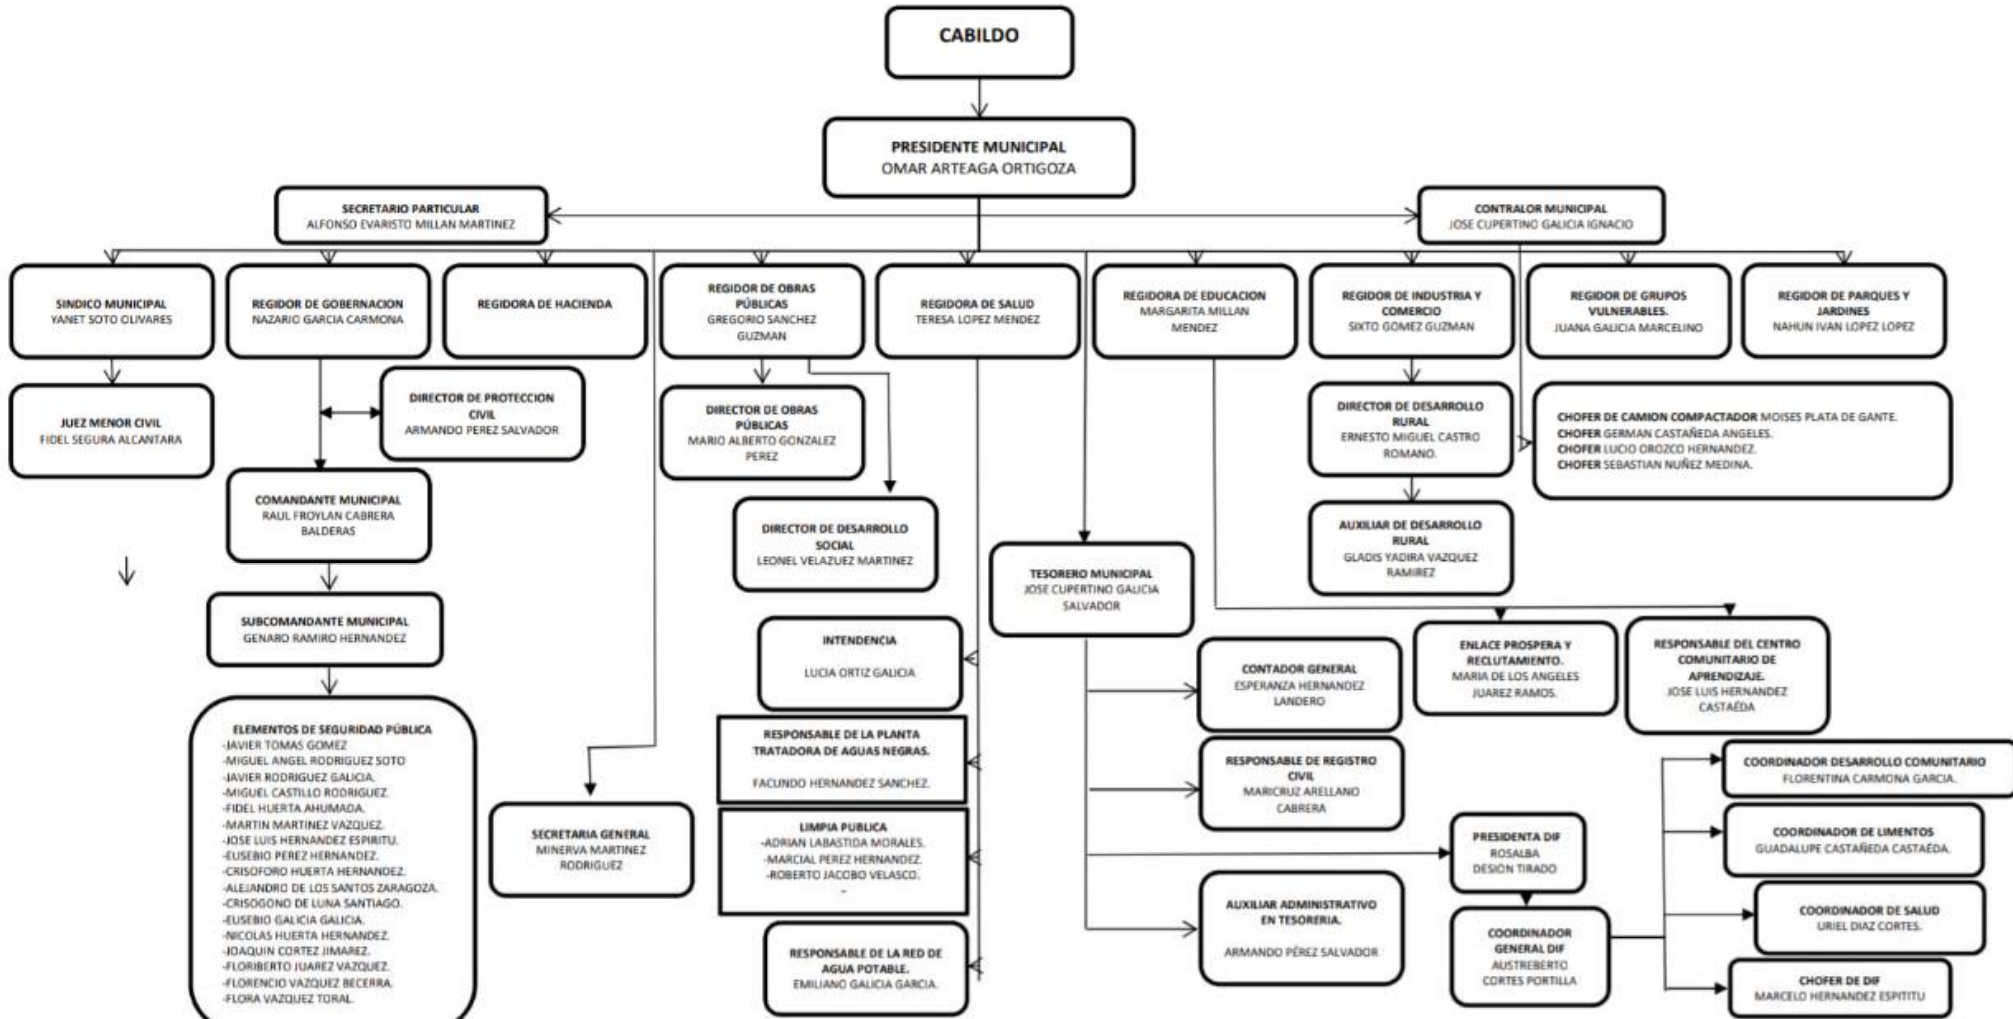 CABILDO
PRESIDENTE MUNICIPAL
OMAR ARTEAGA ORTIGOZA
SECRETARIO PARTICULAR
ALFONSO EVARISTO MILLAN MARTINEZ
CONTRALOR MUNICIPAL
JOSE CUPERTINO GALICIA IGNACIO
SINDICO MUNICIPAL
YANET SOTO OLIVARES
REGIDOR DE GOBERNACION
NAZARIO GARCIA CARMONA
REGIDORA DE HACIENDA
REGIDOR DE OBRAS
PÚBLICAS
GREGORIO SANCHEZ
GUZMAN
REGIDORA DE SALUD
TERESA LOPEZ MENDEZ
REGIDORA DE EDUCACION
MARGARITA MILLAN
MENDEZ
REGIDOR DE INDUSTRIA Y
COMERCIO
SIXTO GOMEZ GUZMAN
REGIDOR DE GRUPOS
VULNERABLES.
JUANA GALICIA MARCELINO
REGIDOR DE PARQUES Y
JARDINES
NAHUN IVAN LOPEZ LOPEZ
JUEZ MENOR CIVIL
FIDEL SEGURA ALCANTARA
DIRECTOR DE PROTECCION
CIVIL
ARMANDO PEREZ SALVADOR
DIRECTOR DE OBRAS
PÚBLICAS
MARIO ALBERTO GONZALEZ
PEREZ
DIRECTOR DE DESARROLLO
RURAL
ERNESTO MIGUEL CASTRO
ROMANO.
CHOFER DE CAMION COMPACTADOR MOISES PLATA DE GANTE.
CHOFER GERMAN CASTAÑEDA ANGELES.
CHOFER LUCIO OROZCO HERNANDEZ.
CHOFER SEBASTIAN NUÑEZ MEDINA.
COMANDANTE MUNICIPAL
RAUL FROYLAN CABRERA
BALDERAS
DIRECTOR DE DESARROLLO
SOCIAL
LEONEL VELAZUEZ MARTINEZ
AUXILIAR DE DESARROLLO
RURAL
GLADIS YADIRA VAZQUEZ
RAMIREZ
TESORERO MUNICIPAL
JOSE CUPERTINO GALICIA
SALVADOR
SUBCOMANDANTE MUNICIPAL
GENARO RAMIRO HERNANDEZ
INTENDENCIA
LUCIA ORTIZ GALICIA
CONTADOR GENERAL
ESPERANZA HERNANDEZ
LANDERO
ENLACE PROSPERA Y
RECLUTAMIENTO.
MARIA DE LOS ANGELES
JUAREZ RAMOS.
RESPONSABLE DEL CENTRO
COMUNITARIO DE
APRENDIZAJE.
JOSE LUIS HERNANDEZ
CASTAÉDA
ELEMENTOS DE SEGURIDAD PÚBLICA
-JAVIER TOMAS GOMEZ
-MIGUEL ANGEL RODRIGUEZ SOTO
-JAVIER RODRIGUEZ GALICIA.
-MIGUEL CASTILLO RODRIGUEZ.
-FIDEL HUERTA AHUMADA.
-MARTIN MARTINEZ VAZQUEZ.
-JOSE LUIS HERNANDEZ ESPIRITU.
-EUSEBIO PEREZ HERNANDEZ.
-CRISOFORO HUERTA HERNANDEZ.
-ALEJANDRO DE LOS SANTOS ZARAGOZA.
-CRISOGONO DE LUNA SANTIAGO.
-EUSEBIO GALICIA GALICIA.
-NICOLAS HUERTA HERNANDEZ.
-JOAQUIN CORTEZ JIMAREZ.
-FLORIBERTO JUAREZ VAZQUEZ.
-FLORENCIO VAZQUEZ BECERRA.
-FLORA VAZQUEZ TORAL.
SECRETARIA GENERAL
MINERVA MARTINEZ
RODRIGUEZ
RESPONSABLE DE LA PLANTA
TRATADORA DE AGUAS NEGRAS.
FACUNDO HERNANDEZ SANCHEZ.
LIMPIA PUBLICA
-ADRIAN LABASTIDA MORALES.
-MARCIAL PEREZ HERNANDEZ.
-ROBERTO JACOBO VELASCO.
-
RESPONSABLE DE LA RED DE
AGUA POTABLE.
EMILIANO GALICIA GARCIA.
RESPONSABLE DE REGISTRO
CIVIL
MARICRUZ ARELLANO
CABRERA
AUXILIAR ADMINISTRATIVO
EN TESORERIA.
ARMANDO PÉREZ SALVADOR
PRESIDENTA DIF
ROSALBA
DESION TIRADO
COORDINADOR
GENERAL DIF
AUSTREBERTO
CORTES PORTILLA
COORDINADOR DESARROLLO COMUNITARIO
FLORENTINA CARMONA GARCIA.
COORDINADOR DE LIMENTOS
GUADALUPE CASTAÑEDA CASTAÉDA.
COORDINADOR DE SALUD
URIEL DIAZ CORTES.
CHOFER DE DIF
MARCELO HERNANDEZ ESPITITU